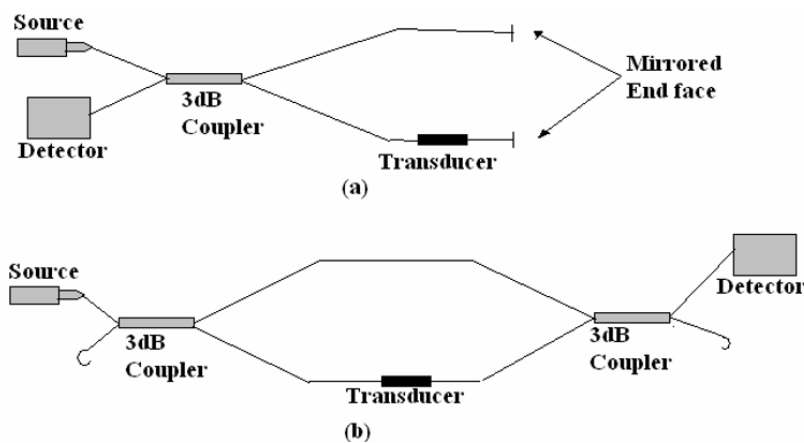 Source
Mirrored
End face
3dB
Coupler
Detector
Transducer
(a)
Source
Detector
3dB
Coupler
3dB
Coupler
Transducer
(b)